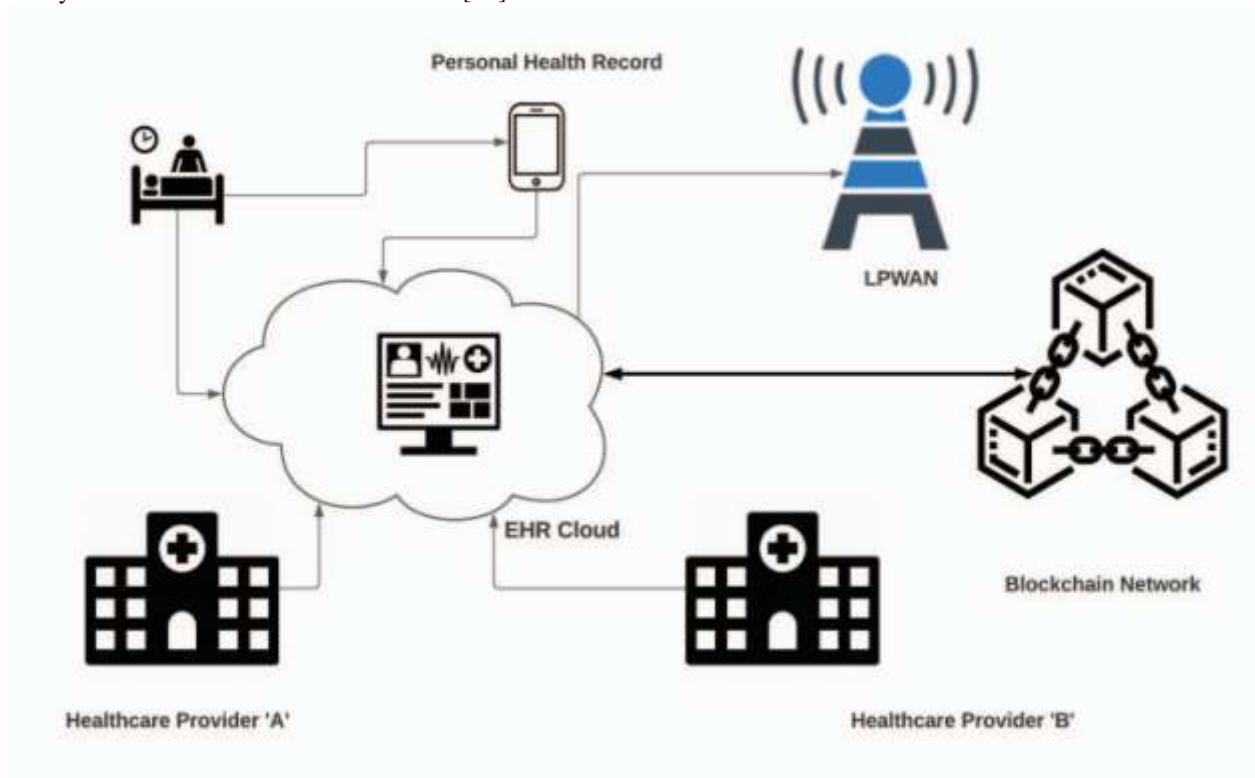 Personal Health Record
LPWAN
EHR Cloud
Blockchain Network
Healthcare Provider 'A'
Healthcare Provider 'B'